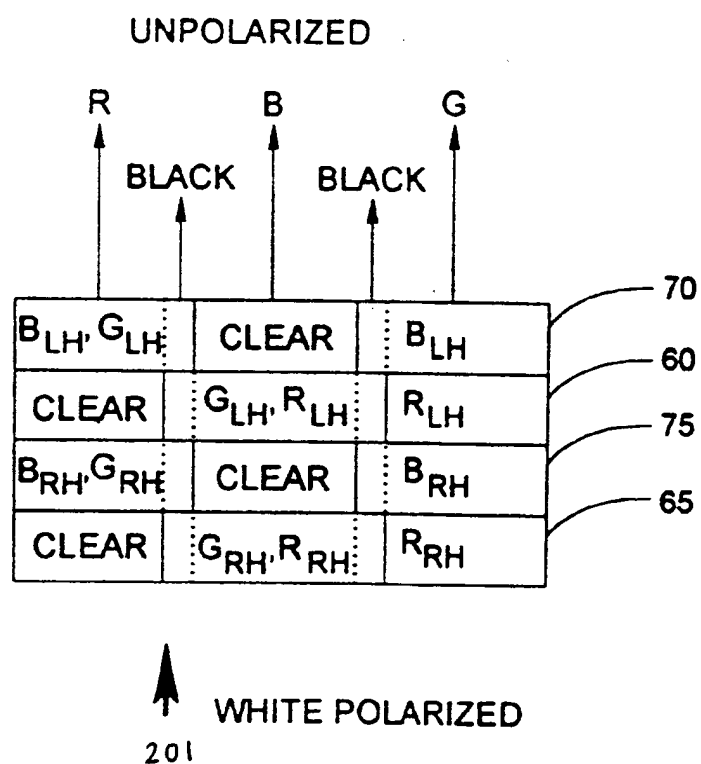 UNPOLARIZED
R B G
BLACK BLACK
B_LH, G_LH CLEAR B_LH 70
CLEAR G_LH, R_LH R_LH 60
B_RH, G_RH CLEAR B_RH 75
CLEAR G_RH, R_RH R_RH 65
WHITE POLARIZED
201